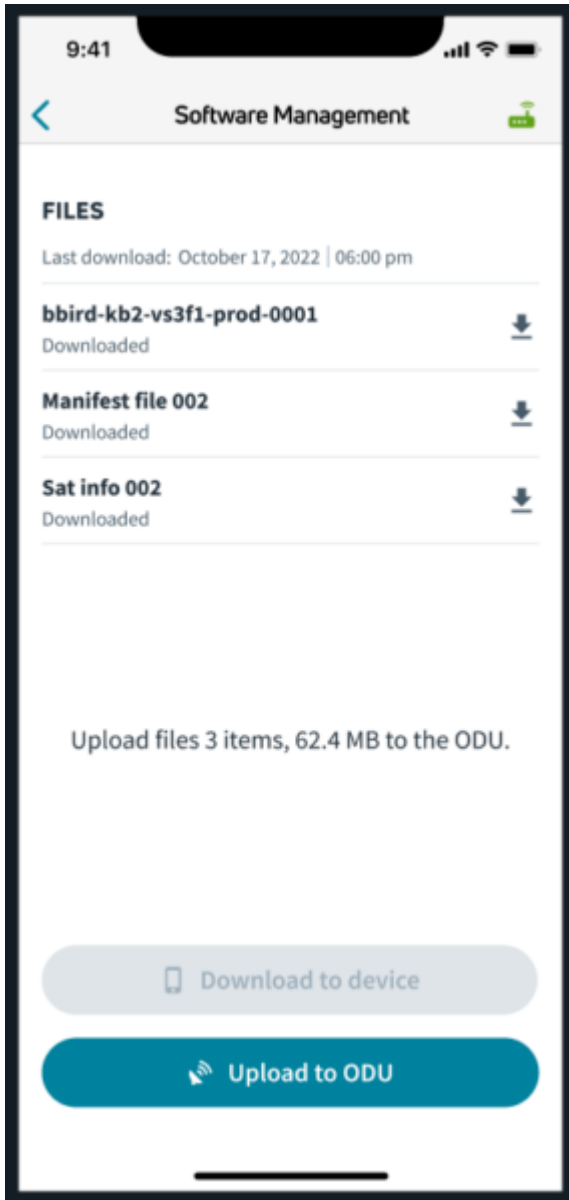 9:41
Software Management
FILES
Last download: October 17, 2022 | 06:00 pm
bbird-kb2-vs3f1-prod-0001
Downloaded
Manifest file 002
Downloaded
Sat info 002
Downloaded
Upload files 3 items, 62.4 MB to the ODU.
Download to device
Upload to ODU